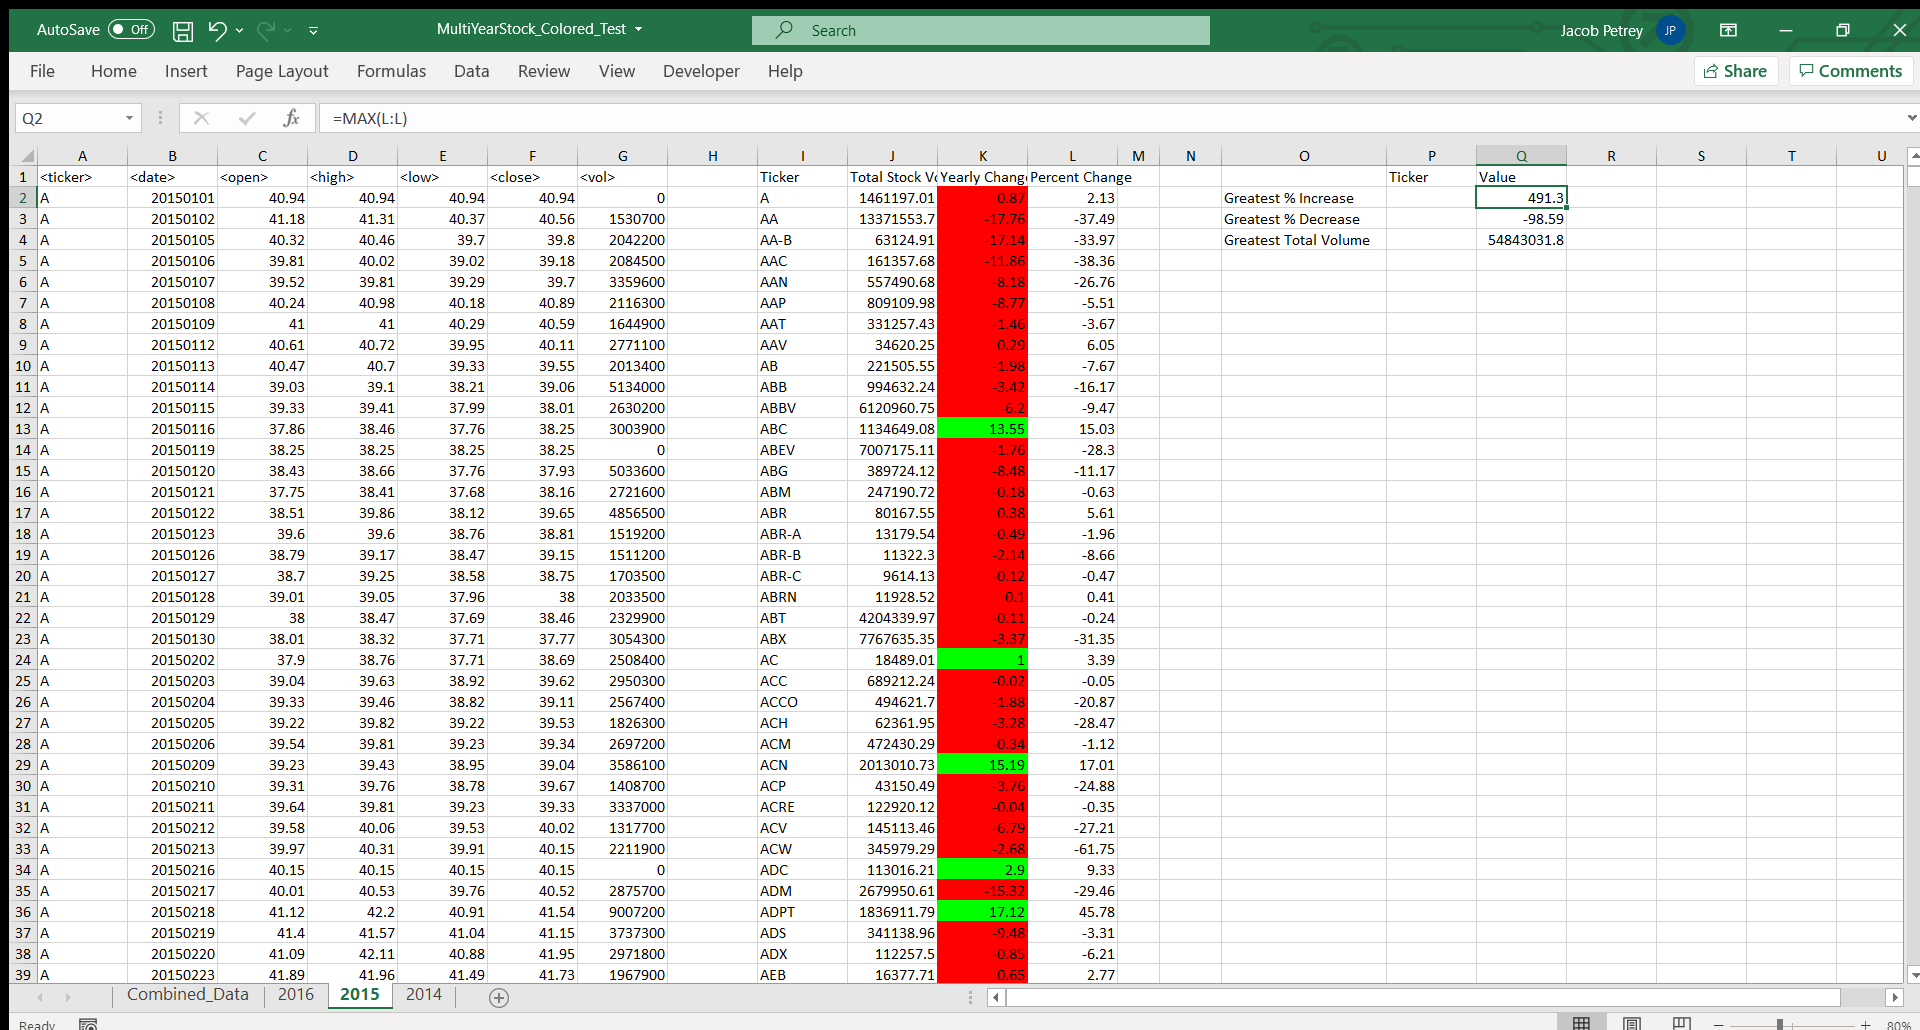 AutoSave Off MultiYearStock_Colored_Test Search Jacob Petrey JP
File Home Insert Page Layout Formulas Data Review View Developer Help Share Comments
Q2 fx =MAX(L:L)
A B C D E F G H I J K L M N O P Q R S T U
1 <ticker> <date> <open> <high> <low> <close> <vol> Ticker Total Stock Vo Yearly Chang Percent Change Ticker Value
2 A 20150101 40.94 40.94 40.94 40.94 0 A 1461197.01 0.87 2.13 Greatest % Increase 491.3
3 A 20150102 41.18 41.31 40.37 40.56 1530700 AA 13371553.7 -17.76 -37.49 Greatest % Decrease -98.59
4 A 20150105 40.32 40.46 39.7 39.8 2042200 AA-B 63124.91 -17.14 -33.97 Greatest Total Volume 54843031.8
5 A 20150106 39.81 40.02 39.02 39.18 2084500 AAC 161357.68 -11.86 -38.36
6 A 20150107 39.52 39.81 39.29 39.7 3359600 AAN 557490.68 -8.18 -26.76
7 A 20150108 40.24 40.98 40.18 40.89 2116300 AAP 809109.98 -8.77 -5.51
8 A 20150109 41 41 40.29 40.59 1644900 AAT 331257.43 -1.46 -3.67
9 A 20150112 40.61 40.72 39.95 40.11 2771100 AAV 34620.25 0.29 6.05
10 A 20150113 40.47 40.7 39.33 39.55 2013400 AB 221505.55 -1.98 -7.67
11 A 20150114 39.03 39.1 38.21 39.06 5134000 ABB 994632.24 -3.42 -16.17
12 A 20150115 39.33 39.41 37.99 38.01 2630200 ABBV 6120960.75 -6.2 -9.47
13 A 20150116 37.86 38.46 37.76 38.25 3003900 ABC 1134649.08 13.55 15.03
14 A 20150119 38.25 38.25 38.25 38.25 0 ABEV 7007175.11 -1.76 -28.3
15 A 20150120 38.43 38.66 37.76 37.93 5033600 ABG 389724.12 -8.48 -11.17
16 A 20150121 37.75 38.41 37.68 38.16 2721600 ABM 247190.72 -0.18 -0.63
17 A 20150122 38.51 39.86 38.12 39.65 4856500 ABR 80167.55 0.38 5.61
18 A 20150123 39.6 39.6 38.76 38.81 1519200 ABR-A 13179.54 -0.49 -1.96
19 A 20150126 38.79 39.17 38.47 39.15 1511200 ABR-B 11322.3 -2.14 -8.66
20 A 20150127 38.7 39.25 38.58 38.75 1703500 ABR-C 9614.13 -0.12 -0.47
21 A 20150128 39.01 39.05 37.96 38 2033500 ABRN 11928.52 0.1 0.41
22 A 20150129 38 38.47 37.69 38.46 2329900 ABT 4204339.97 -0.11 -0.24
23 A 20150130 38.01 38.32 37.71 37.77 3054300 ABX 7767635.35 -3.37 -31.35
24 A 20150202 37.9 38.76 37.71 38.69 2508400 AC 18489.01 1 3.39
25 A 20150203 39.04 39.63 38.92 39.62 2950300 ACC 689212.24 -0.02 -0.05
26 A 20150204 39.33 39.46 38.82 39.11 2567400 ACCO 494621.7 -1.88 -20.87
27 A 20150205 39.22 39.82 39.22 39.53 1826300 ACH 62361.95 -3.28 -28.47
28 A 20150206 39.54 39.81 39.23 39.34 2697200 ACM 472430.29 -0.34 -1.12
29 A 20150209 39.23 39.43 38.95 39.04 3586100 ACN 2013010.73 15.19 17.01
30 A 20150210 39.31 39.76 38.78 39.67 1408700 ACP 43150.49 -3.76 -24.88
31 A 20150211 39.64 39.81 39.23 39.33 3337000 ACRE 122920.12 -0.04 -0.35
32 A 20150212 39.58 40.06 39.53 40.02 1317700 ACV 145113.46 -6.79 -27.21
33 A 20150213 39.97 40.31 39.91 40.15 2211900 ACW 345979.29 -2.68 -61.75
34 A 20150216 40.15 40.15 40.15 40.15 0 ADC 113016.21 2.9 9.33
35 A 20150217 40.01 40.53 39.76 40.52 2875700 ADM 2679950.61 -15.32 -29.46
36 A 20150218 41.12 42.2 40.91 41.54 9007200 ADPT 1836911.79 17.12 45.78
37 A 20150219 41.4 41.57 41.04 41.15 3737300 ADS 341138.96 -9.48 -3.31
38 A 20150220 41.09 42.11 40.88 41.95 2971800 ADX 112257.5 -0.85 -6.21
39 A 20150223 41.89 41.96 41.49 41.73 1967900 AEB 16377.71 0.65 2.77
Combined_Data 2016 2015 2014
Ready 80%